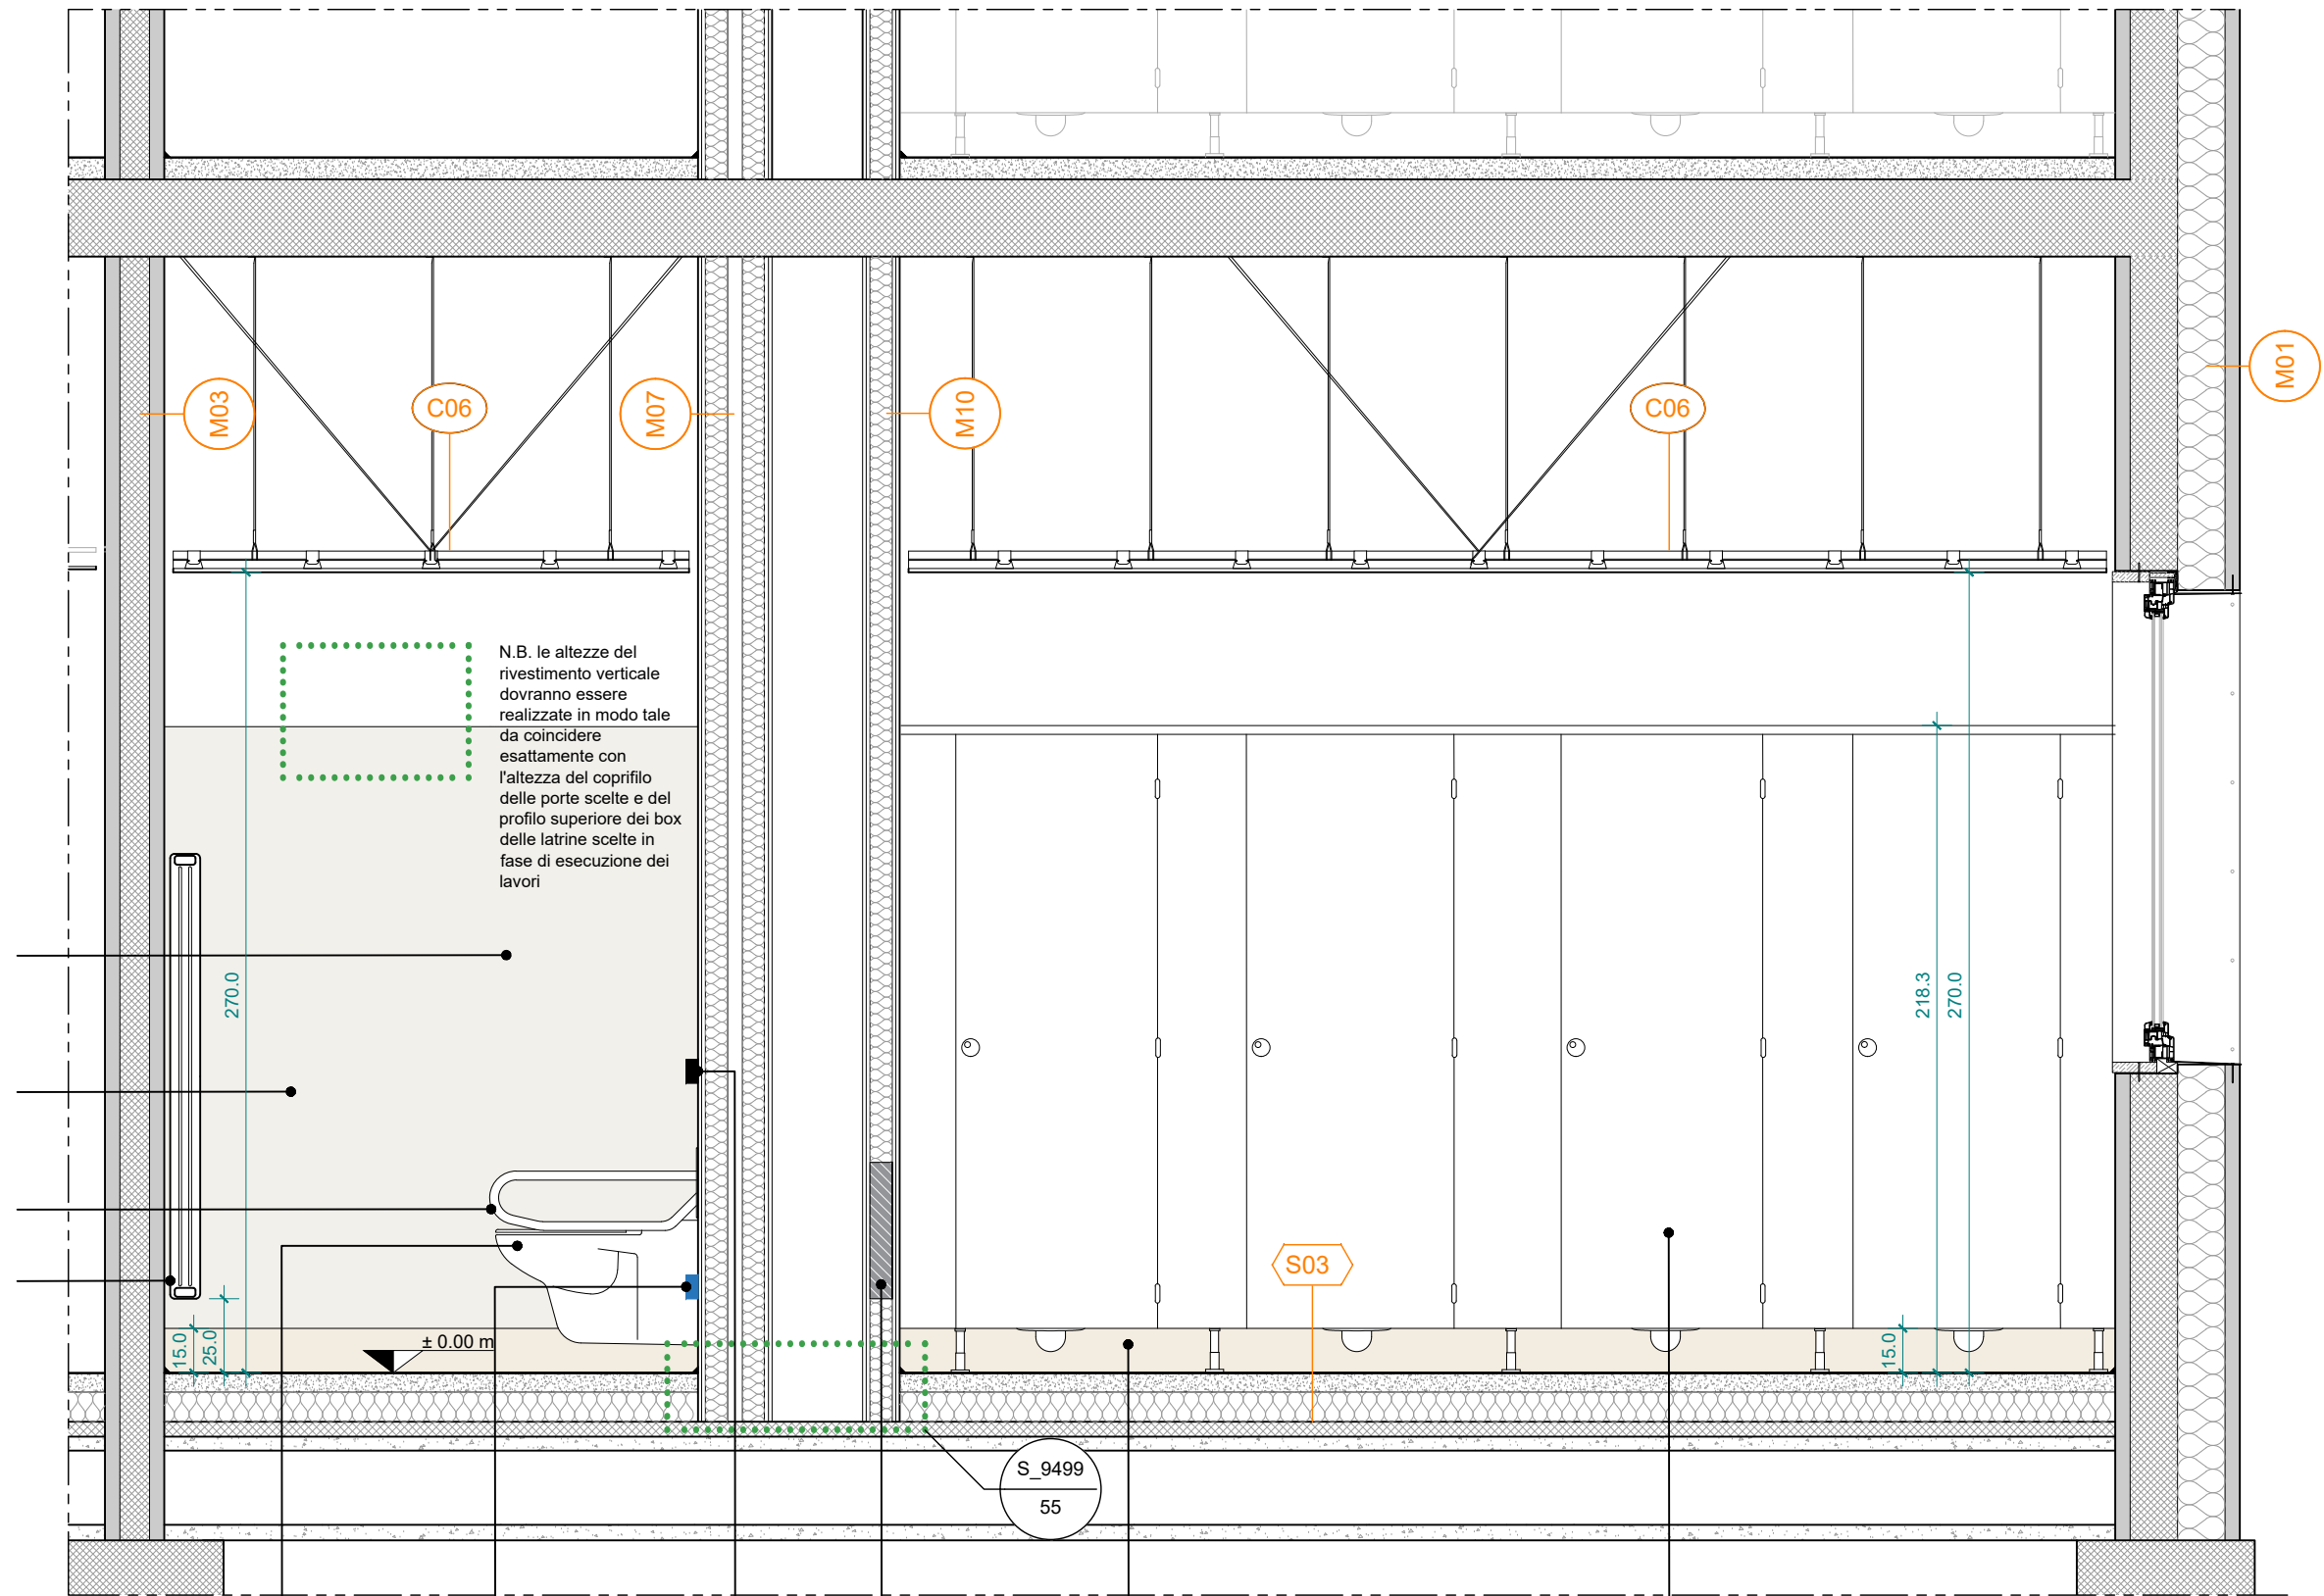 M01
M03
C06
M07
M10
C06
N.B. le altezze del
rivestimento verticale
dovranno essere
realizzate in modo tale
da coincidere
esattamente con
l'altezza del coprifilo
delle porte scelte e del
profilo superiore dei box
delle latrine scelte in
fase di esecuzione dei
lavori
270.0
218.3
270.0
S03
15.0
25.0
± 0.00 m
15.0
S_9499
55